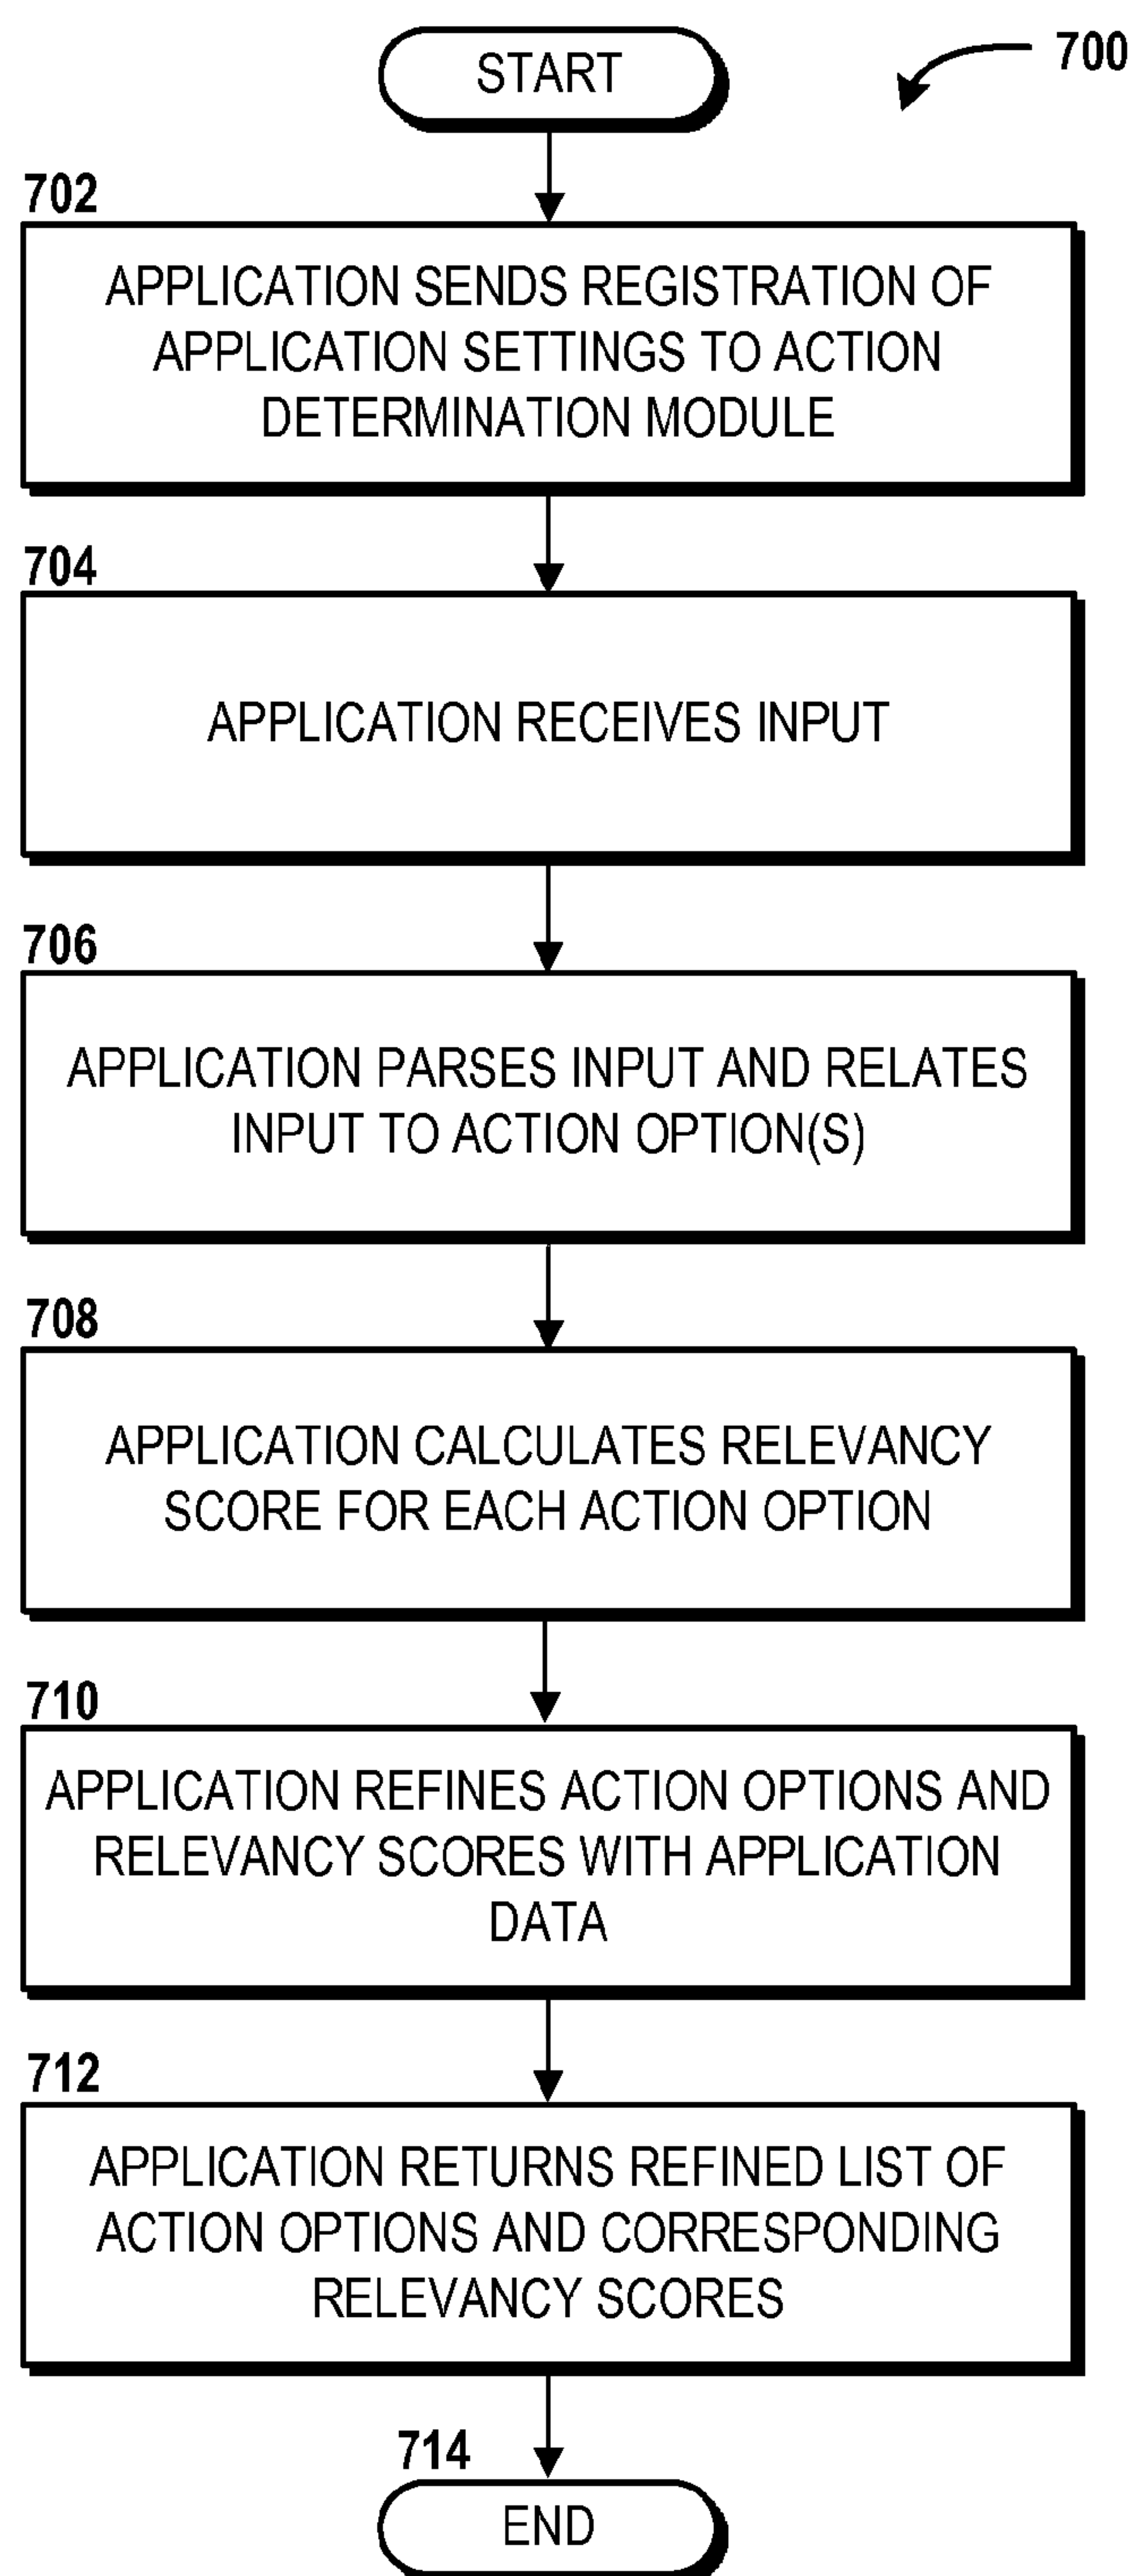 START
700
702
APPLICATION SENDS REGISTRATION OF
APPLICATION SETTINGS TO ACTION
DETERMINATION MODULE
704
APPLICATION RECEIVES INPUT
706
APPLICATION PARSES INPUT AND RELATES
INPUT TO ACTION OPTION(S)
708
APPLICATION CALCULATES RELEVANCY
SCORE FOR EACH ACTION OPTION
710
APPLICATION REFINES ACTION OPTIONS AND
RELEVANCY SCORES WITH APPLICATION
DATA
712
APPLICATION RETURNS REFINED LIST OF
ACTION OPTIONS AND CORRESPONDING
RELEVANCY SCORES
714
END